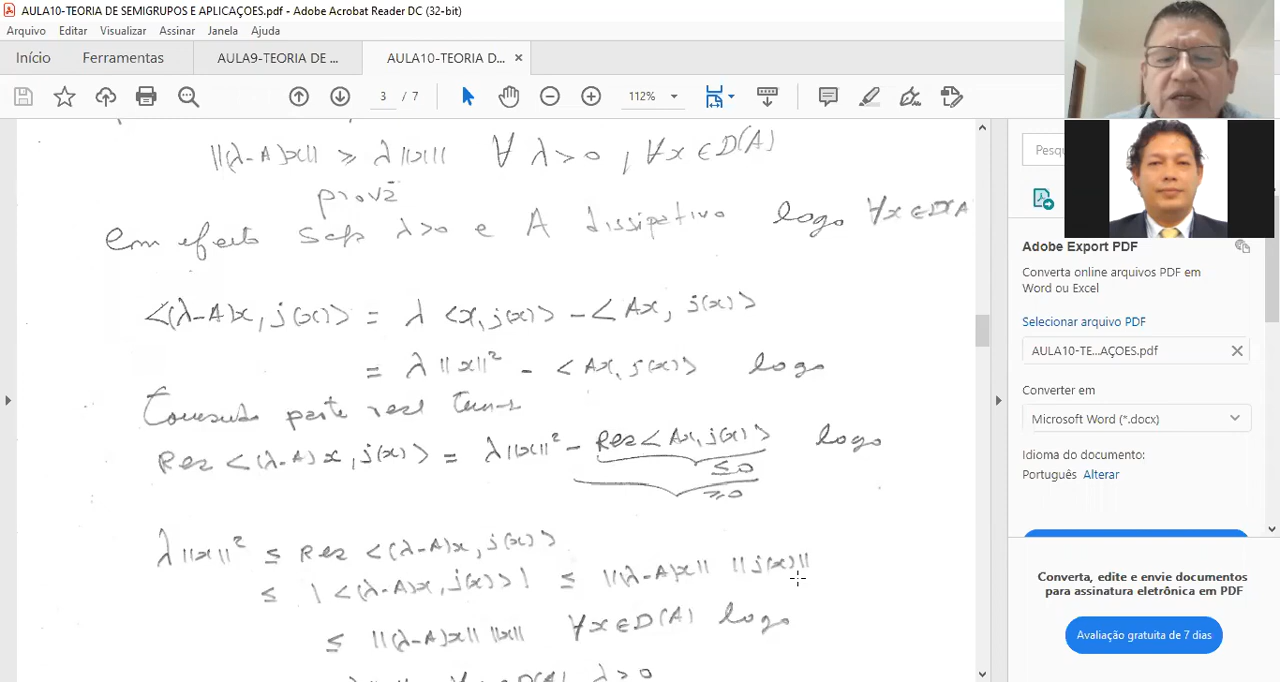 AULA10-TEORIA DE SEMIGRUPOS E APLICAÇOES.pdf - Adobe Acrobat Reader DC (32-bit)
Arquivo Editar Visualizar Assinar Janela Ajuda
Início Ferramentas AULA9-TEORIA DE ... AULA10-TEORIA D... ×
3 / 7 112%
||(λ-A)x|| ≥ λ||x|| ∀ λ>0 , ∀x ∈ D(A)
prova
Em efeito seja λ>0 e A dissipativo logo ∀x ∈ D(A
<(λ-A)x, j(x)> = λ <x, j(x)> - <Ax, j(x)>
= λ ||x||² - <Ax, j(x)> logo
Tomando parte real temos
Re<(λ-A)x, j(x)> = λ||x||² - Re<Ax, j(x)> logo
≤0
≥0
λ||x||² ≤ Re <(λ-A)x, j(x)>
≤ |<(λ-A)x, j(x)>| ≤ ||(λ-A)x|| ||j(x)||
≤ ||(λ-A)x|| ||x|| ∀x∈D(A) logo
∀x∈D(A) λ>0
Adobe Export PDF
Converta online arquivos PDF em
Word ou Excel
Selecionar arquivo PDF
AULA10-TE...AÇOES.pdf
Converter em
Microsoft Word (*.docx)
Idioma do documento:
Português Alterar
Converta, edite e envie documentos
para assinatura eletrônica em PDF
Avaliação gratuita de 7 dias